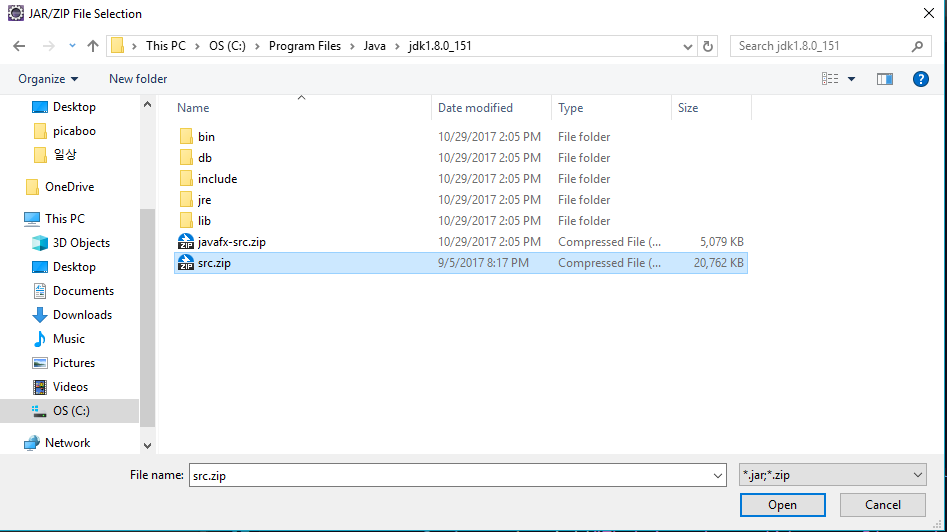 JAR/ZIP File Selection
This PC > OS (C:) > Program Files > Java > jdk1.8.0_151
Search jdk1.8.0_151
Organize New folder
Desktop
picaboo
일상
OneDrive
This PC
3D Objects
Desktop
Documents
Downloads
Music
Pictures
Videos
OS (C:)
Network
Name Date modified Type Size
bin 10/29/2017 2:05 PM File folder
db 10/29/2017 2:05 PM File folder
include 10/29/2017 2:05 PM File folder
jre 10/29/2017 2:05 PM File folder
lib 10/29/2017 2:05 PM File folder
javafx-src.zip 10/29/2017 2:05 PM Compressed File (... 5,079 KB
src.zip 9/5/2017 8:17 PM Compressed File (... 20,762 KB
File name: src.zip *.jar;*.zip
Open Cancel